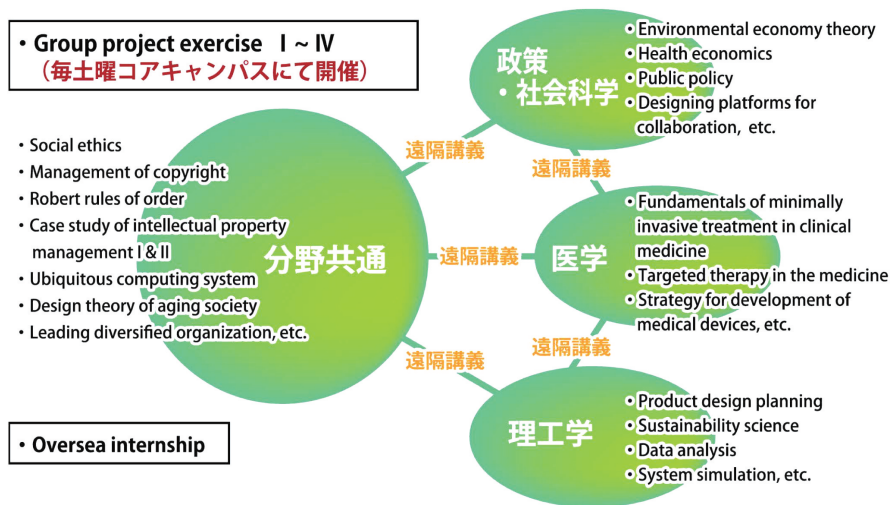 ・Group project exercise Ⅰ ~ Ⅳ
（毎土曜コアキャンパスにて開催）
・Social ethics
・Management of copyright
・Robert rules of order
・Case study of intellectual property
management I & II
・Ubiquitous computing system
・Design theory of aging society
・Leading diversified organization, etc.
分野共通
・Oversea internship
遠隔講義
遠隔講義
遠隔講義
遠隔講義
遠隔講義
政策
・社会科学
・Environmental economy theory
・Health economics
・Public policy
・Designing platforms for
collaboration, etc.
医学
・Fundamentals of minimally
invasive treatment in clinical
medicine
・Targeted therapy in the medicine
・Strategy for development of
medical devices, etc.
理工学
・Product design planning
・Sustainability science
・Data analysis
・System simulation, etc.